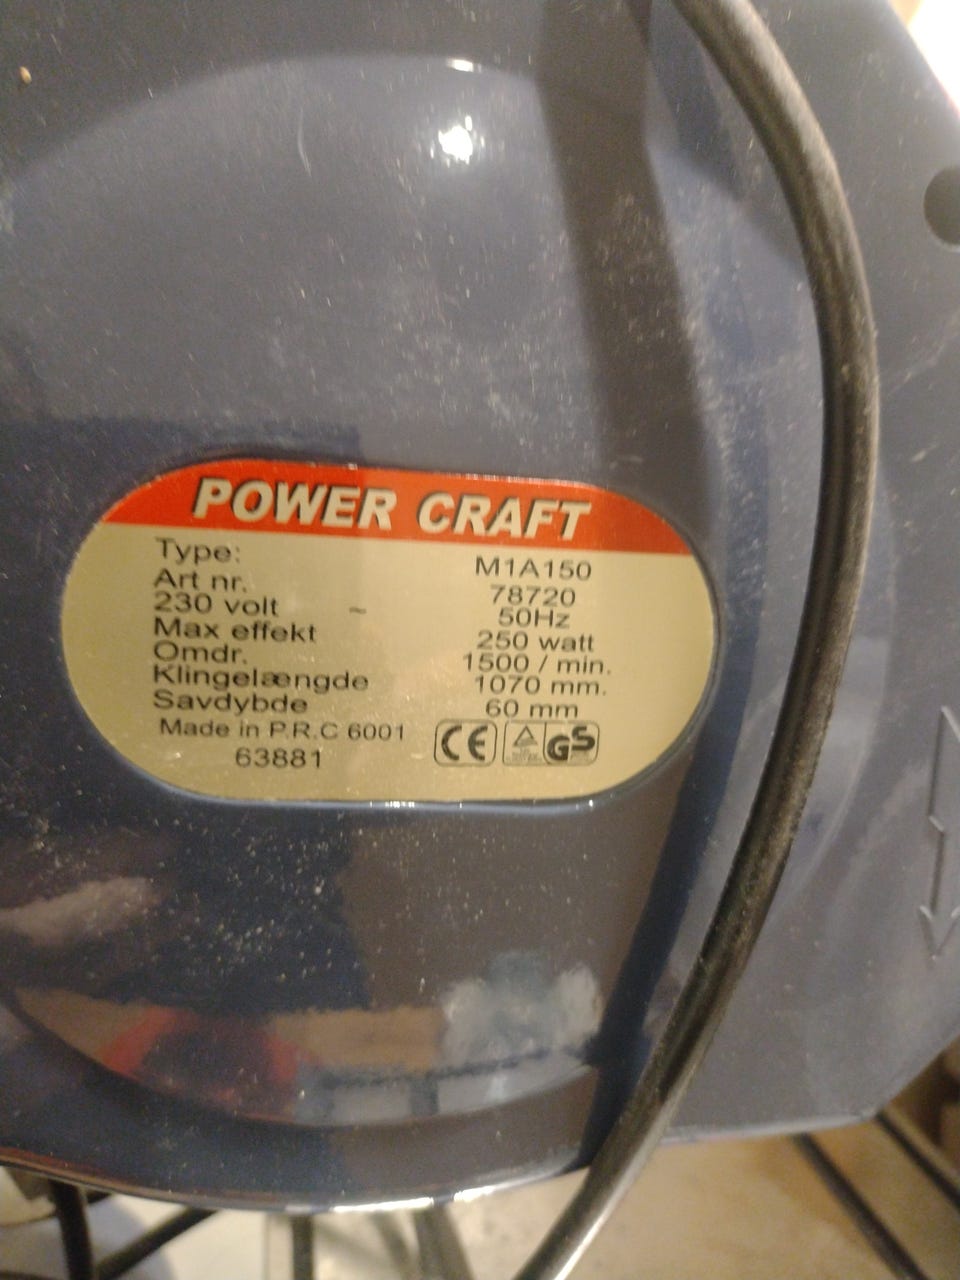 POWER CRAFT
Type: M1A150
Art nr. 78720
230 volt ~ 50Hz
Max effekt 250 watt
Omdr. 1500 / min.
Klingelængde 1070 mm.
Savdybde 60 mm
Made in P.R.C 6001
63881
CE
GS